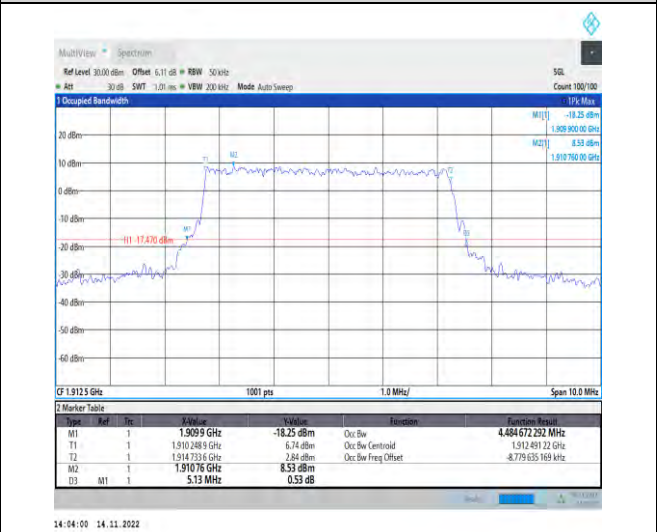 MultiView Spectrum
Ref Level 30.00 dBm Offset 6.11 dB RBW 50 kHz SGL
Att 30 dB SWT 1.01 ms VBW 200 kHz Mode Auto Sweep Count 100/100
1 Occupied Bandwidth 1Pk Max
M1[1] -18.25 dBm
1.909 900 00 GHz
M2[1] 8.53 dBm
1.910 760 00 GHz
20 dBm
10 dBm
T1 M2 T2
0 dBm
-10 dBm
M1 D3
H1 -17.470 dBm
-20 dBm
-30 dBm
-40 dBm
-50 dBm
-60 dBm
CF 1.912 5 GHz 1001 pts 1.0 MHz/ Span 10.0 MHz
2 Marker Table
Type Ref Trc X-Value Y-Value Function Function Result
M1 1 1.9099 GHz -18.25 dBm Occ Bw 4.484 672 292 MHz
T1 1 1.910 248 9 GHz 6.74 dBm Occ Bw Centroid 1.912 491 22 GHz
T2 1 1.914 733 6 GHz 2.84 dBm Occ Bw Freq Offset -8.779 635 169 kHz
M2 1 1.91076 GHz 8.53 dBm
D3 M1 1 5.13 MHz 0.53 dB
14:04:00 14.11.2022